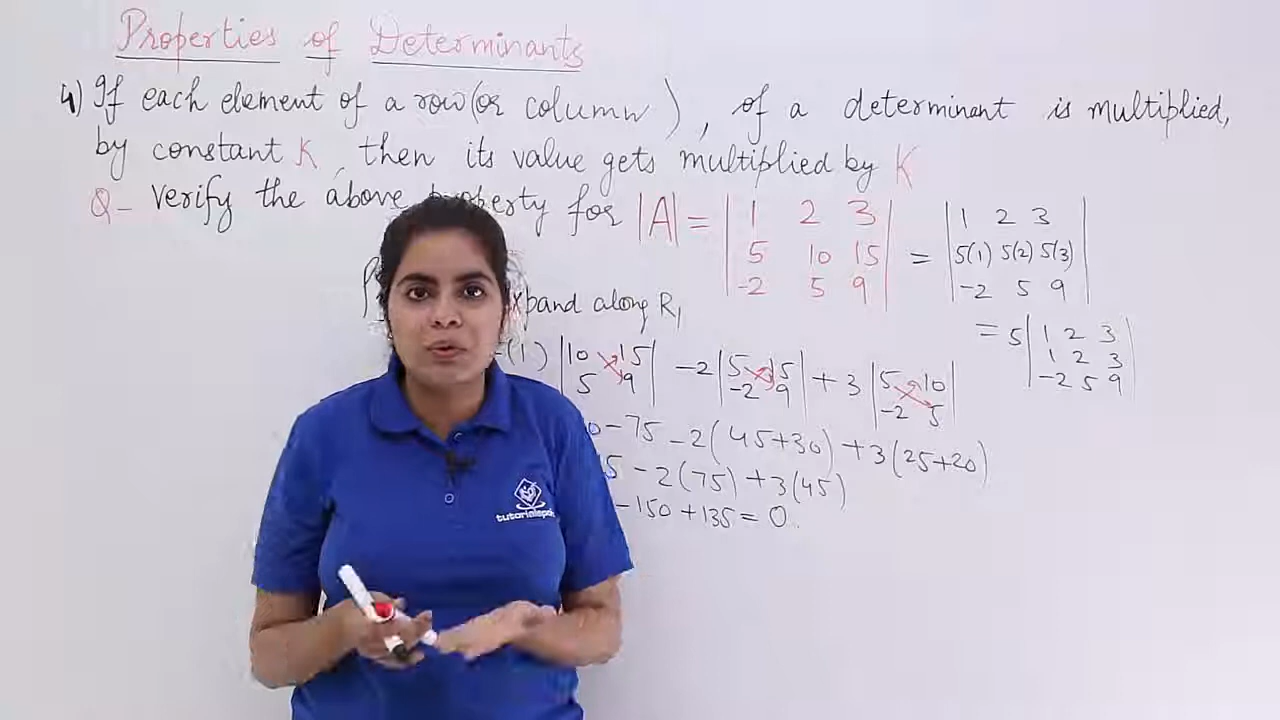 Properties of Determinants
4) If each element of a row (or column), of a determinant is multiplied,
by constant K, then its value gets multiplied by K
Q- Verify the above property for |A| = | 1 2 3 | = | 1 2 3 |
| 5 10 15 | | 5(1) 5(2) 5(3) |
| -2 5 9 | | -2 5 9 |
expand along R1
= 5 | 1 2 3 |
| 1 2 3 |
| -2 5 9 |
(1) | 10 15 | -2 | 5 15 | + 3 | 5 10 |
| 5 9 | | -2 9 | | -2 5 |
-75 -2(45+30) +3(25+20)
-2(75) +3(45)
-150 +135 = 0.
tutorialspoint